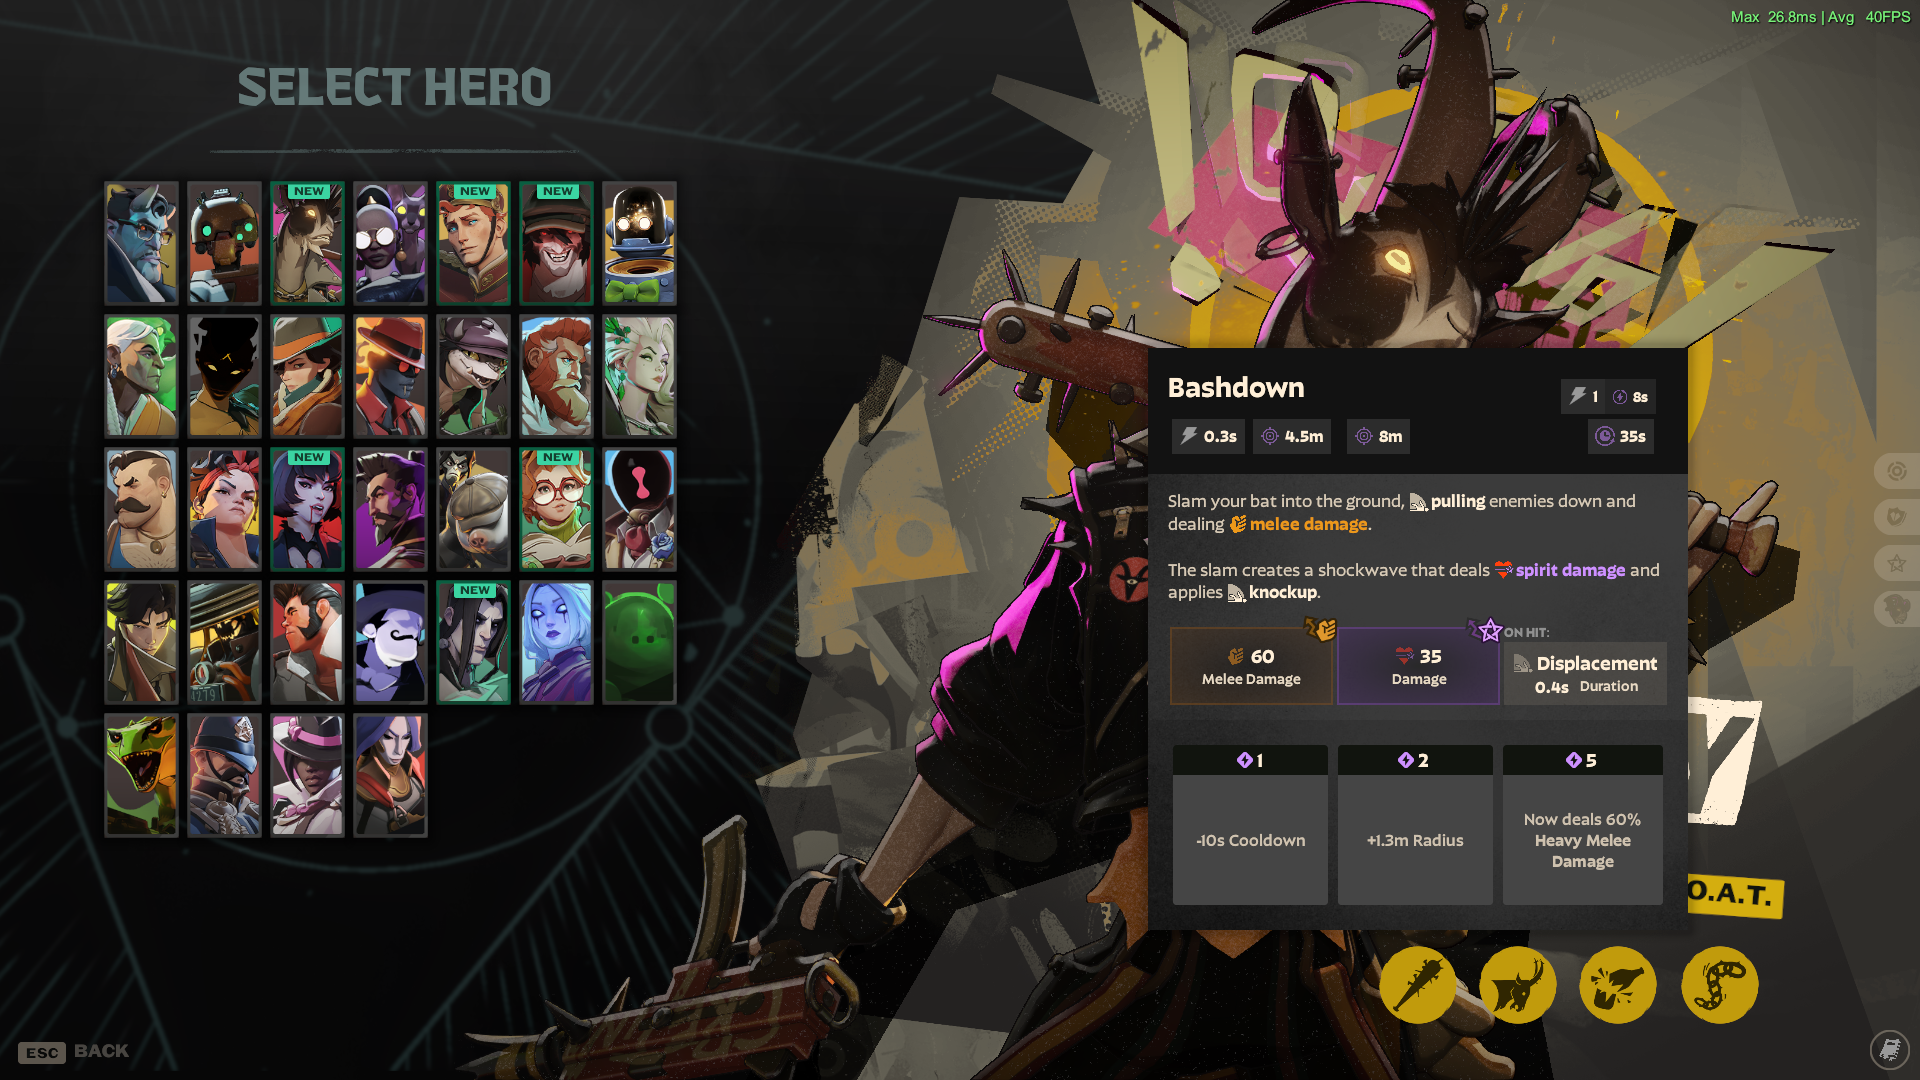 Max 26.8ms | Avg 40FPS
SELECT HERO
NEW
NEW
NEW
NEW
NEW
NEW
Bashdown
1 8s
0.3s 4.5m 8m 35s
Slam your bat into the ground, pulling enemies down and
dealing melee damage.
The slam creates a shockwave that deals spirit damage and
applies knockup.
60
Melee Damage
35
Damage
ON HIT:
Displacement
0.4s Duration
1
2
5
-10s Cooldown
+1.3m Radius
Now deals 60%
Heavy Melee
Damage
Y
O.A.T.
ESC BACK